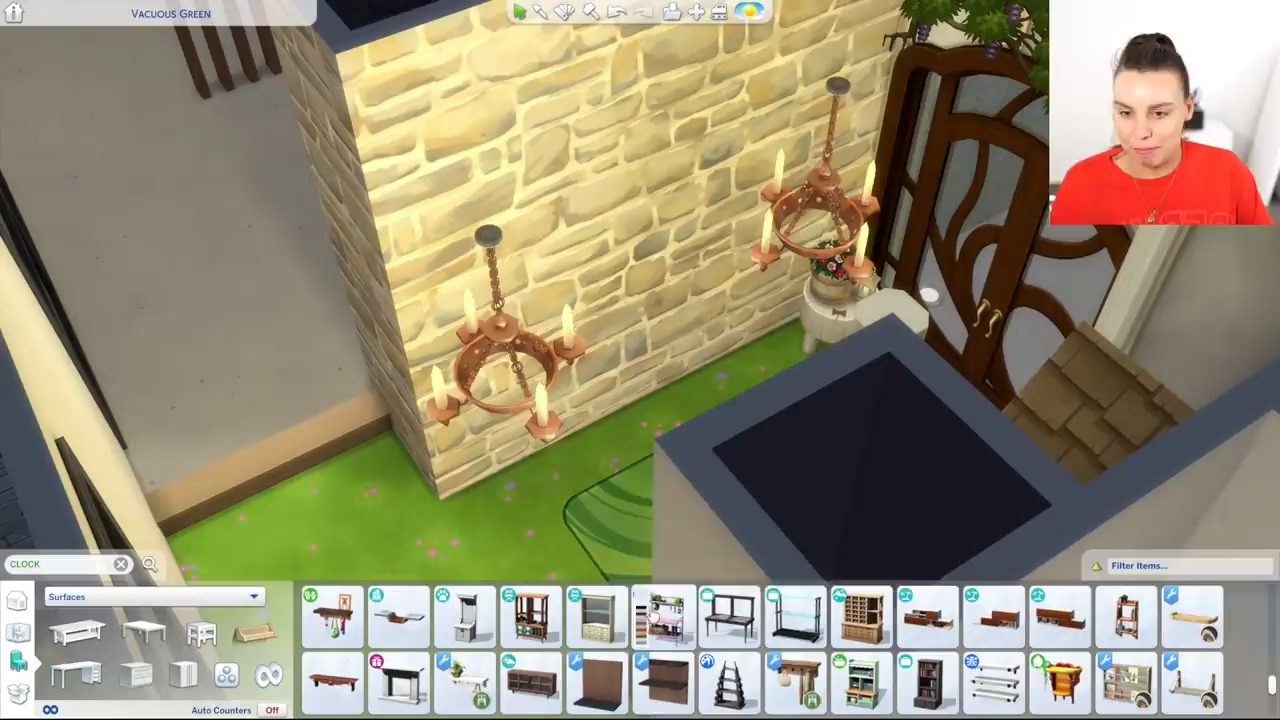 Vacuous Green
CLOCK
Filter Items...
Surfaces
Auto Counters
Off